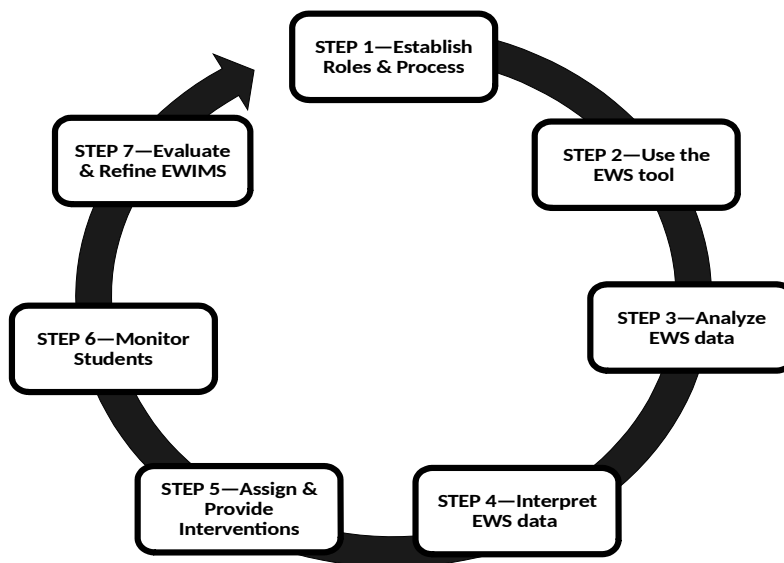 STEP 1—Establish
Roles & Process
STEP 2—Use the
EWS tool
STEP 3—Analyze
EWS data
STEP 4—Interpret
EWS data
STEP 5—Assign &
Provide
Interventions
STEP 6—Monitor
Students
STEP 7—Evaluate
& Refine EWIMS